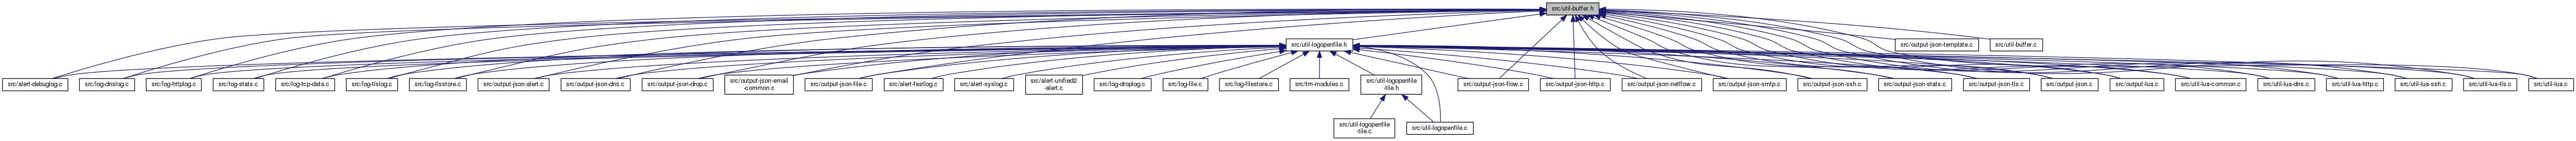 src/util-buffer.h
src/util-logopenfile.h
src/output-json-template.c
src/util-buffer.c
src/alert-debuglog.c
src/log-dnslog.c
src/log-httplog.c
src/log-stats.c
src/log-tcp-data.c
src/log-tlslog.c
src/log-tlsstore.c
src/output-json-alert.c
src/output-json-dns.c
src/output-json-drop.c
src/output-json-email
-common.c
src/output-json-file.c
src/alert-fastlog.c
src/alert-syslog.c
src/alert-unified2
-alert.c
src/log-droplog.c
src/log-file.c
src/log-filestore.c
src/tm-modules.c
src/util-logopenfile
-tile.h
src/output-json-flow.c
src/output-json-http.c
src/output-json-netflow.c
src/output-json-smtp.c
src/output-json-ssh.c
src/output-json-stats.c
src/output-json-tls.c
src/output-json.c
src/output-lua.c
src/util-lua-common.c
src/util-lua-dns.c
src/util-lua-http.c
src/util-lua-ssh.c
src/util-lua-tls.c
src/util-lua.c
src/util-logopenfile
-tile.c
src/util-logopenfile.c